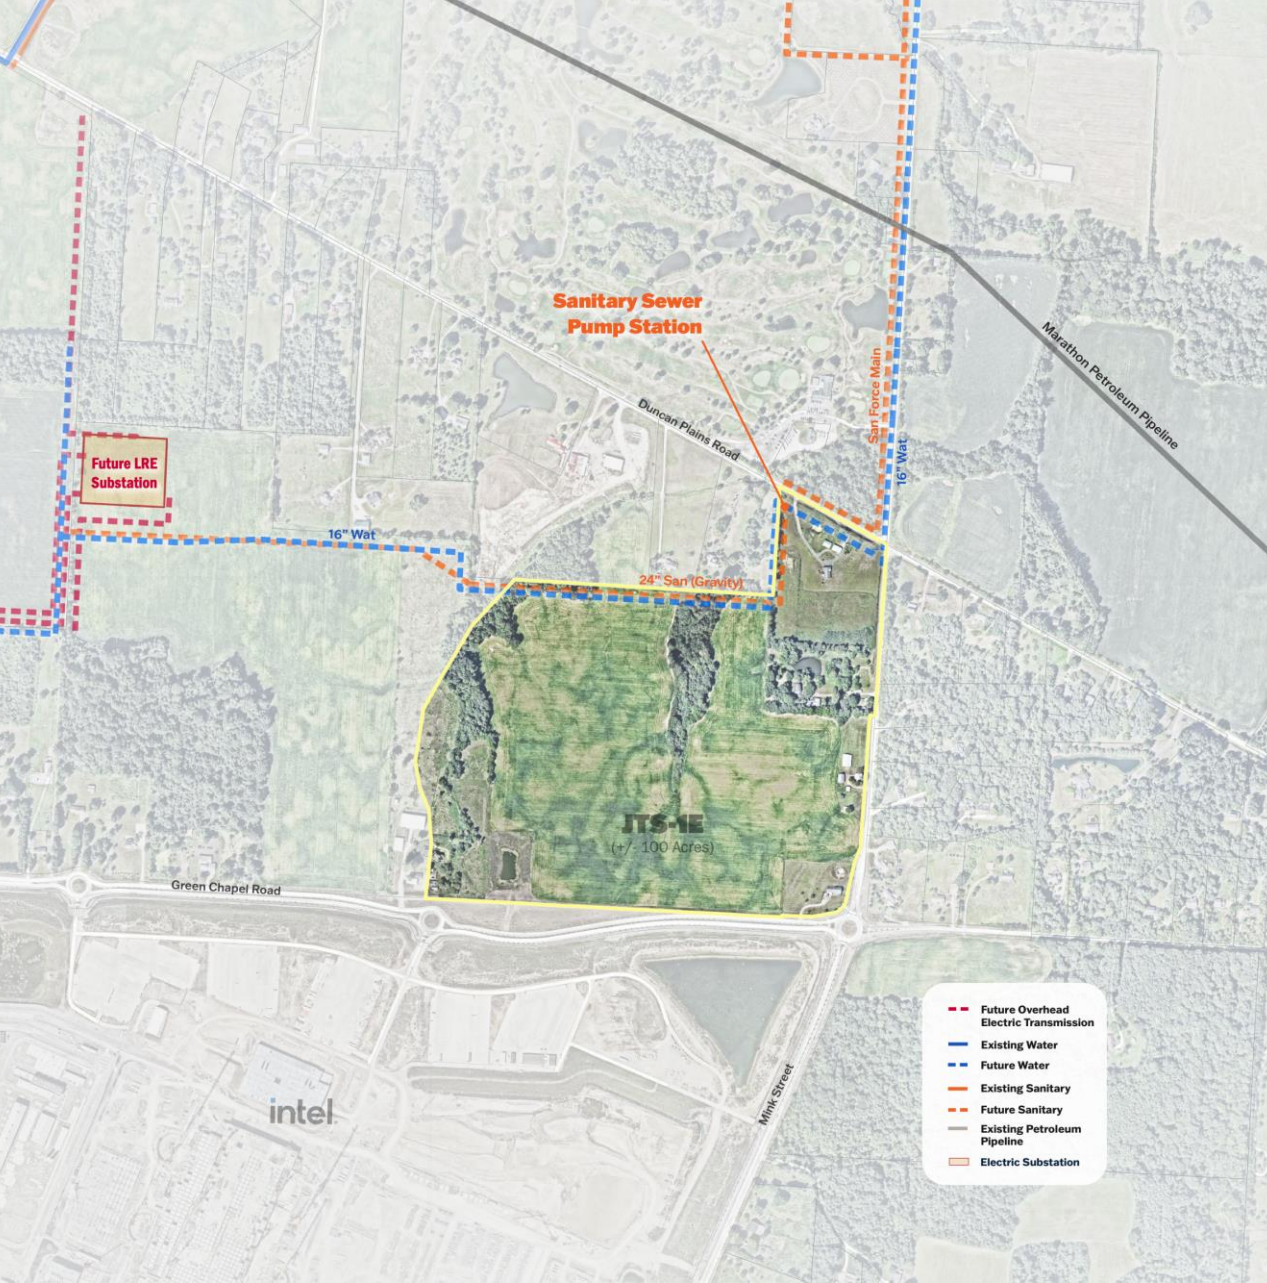 Sanitary Sewer
Pump Station
Marathon Petroleum Pipeline
San Force Main
Duncan Plains Road
16" Wat
Future LRE
Substation
16" Wat
24" San (Gravity)
JTS-1E
(+/- 100 Acres)
Green Chapel Road
Mink Street
intel
Future Overhead
Electric Transmission
Existing Water
Future Water
Existing Sanitary
Future Sanitary
Existing Petroleum
Pipeline
Electric Substation